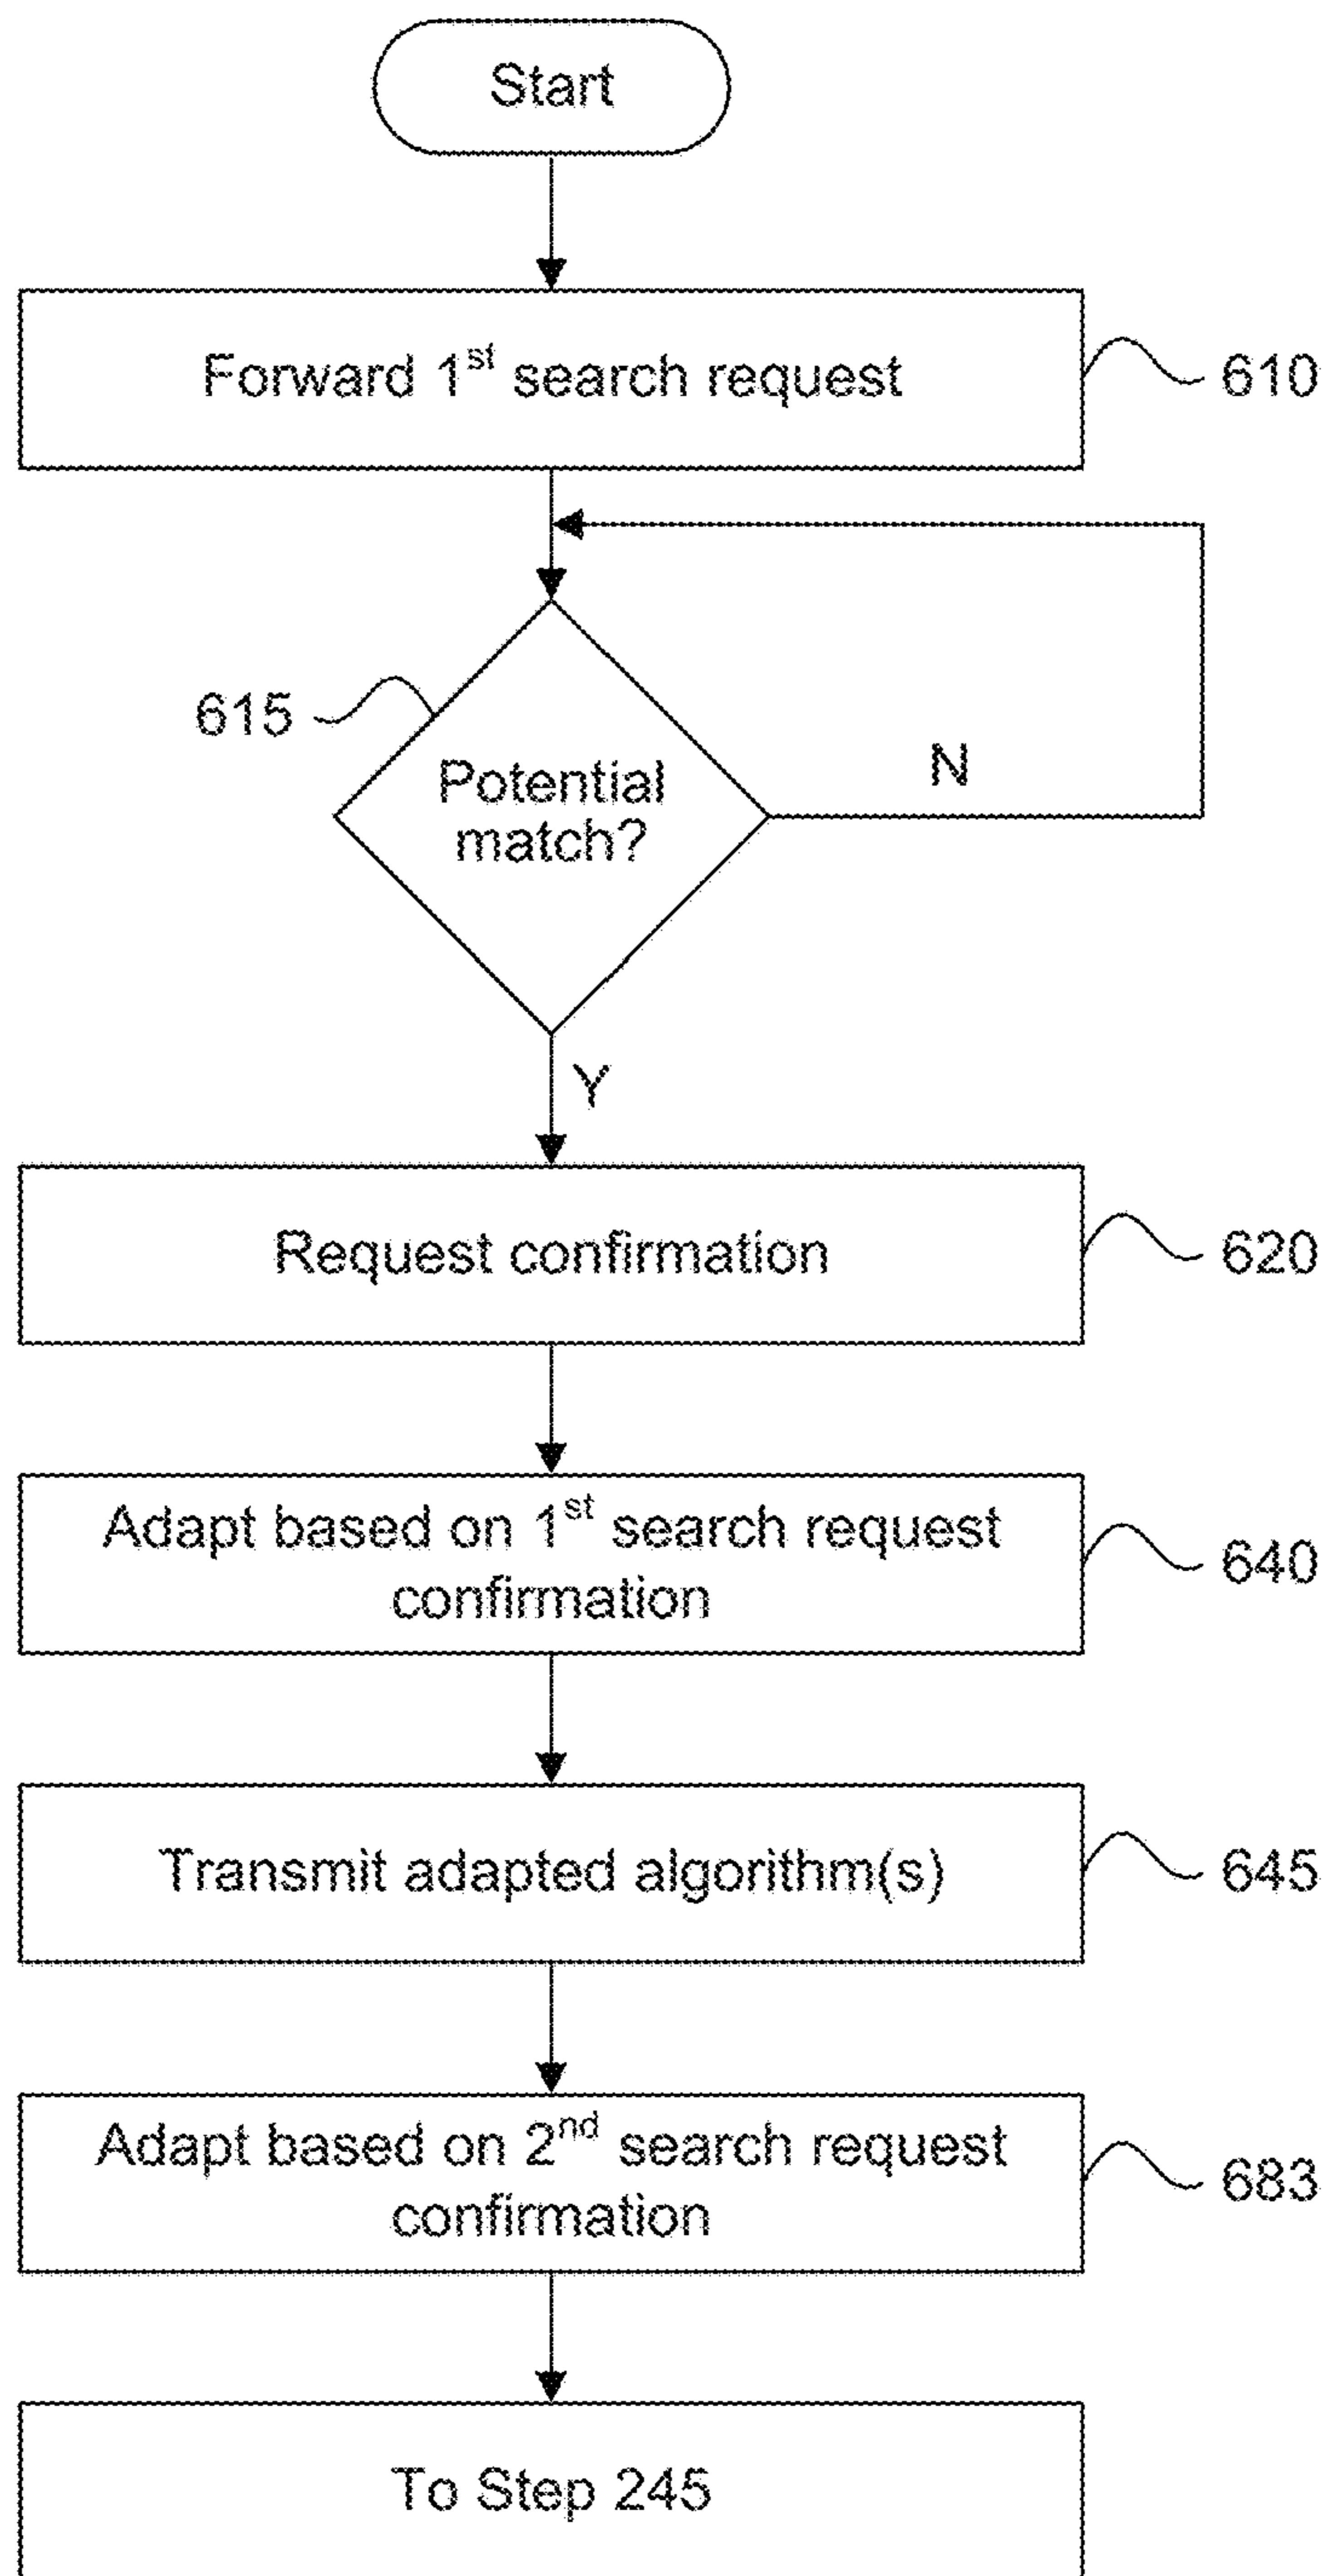 Start
Forward 1st search request
610
615
Potential
match?
N
Y
Request confirmation
620
Adapt based on 1st search request
confirmation
640
Transmit adapted algorithm(s)
645
Adapt based on 2nd search request
confirmation
683
To Step 245